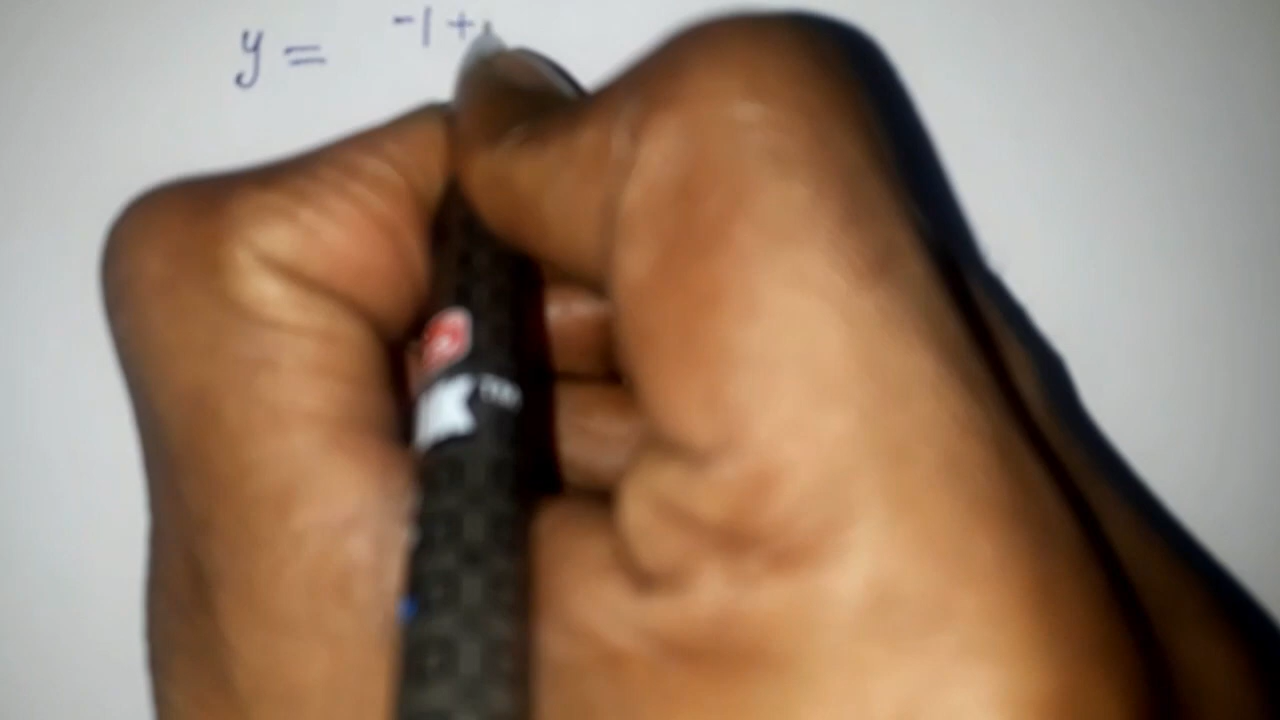 y = -1 +